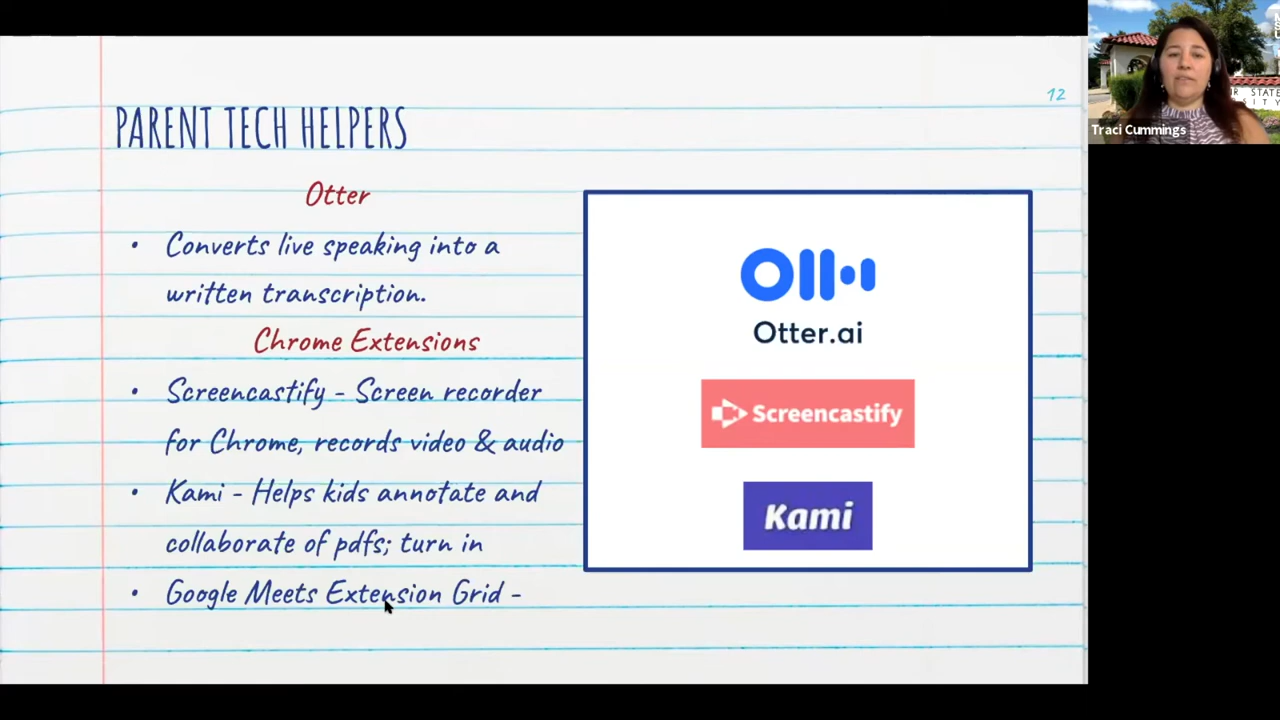 12
PARENT TECH HELPERS
Otter
• Converts live speaking into a
written transcription.
Chrome Extensions
• Screencastify - Screen recorder
for Chrome, records video & audio
• Kami - Helps kids annotate and
collaborate of pdfs; turn in
• Google Meets Extension Grid -
Otter.ai
Screencastify
Kami
STATE
Traci Cummings